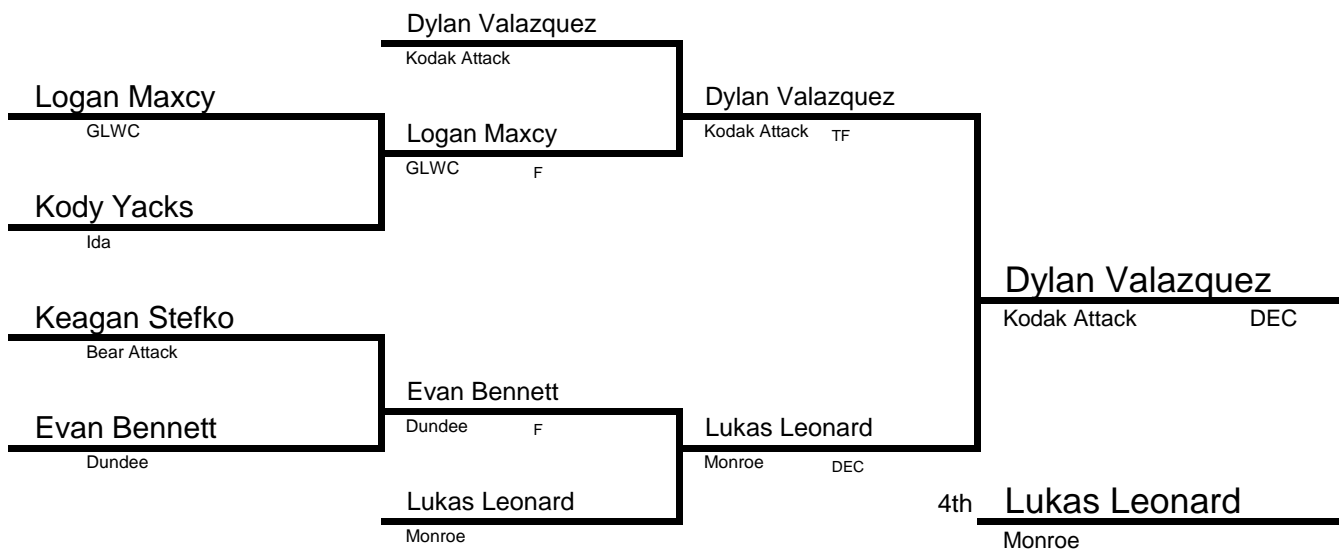 Dylan Valazquez
Kodak Attack
Logan Maxcy
GLWC
Dylan Valazquez
Kodak Attack TF
Logan Maxcy
GLWC F
Kody Yacks
Ida
Dylan Valazquez
Kodak Attack DEC
Keagan Stefko
Bear Attack
Evan Bennett
Dundee F
Evan Bennett
Dundee
Lukas Leonard
Monroe DEC
Lukas Leonard
Monroe
4th Lukas Leonard
Monroe